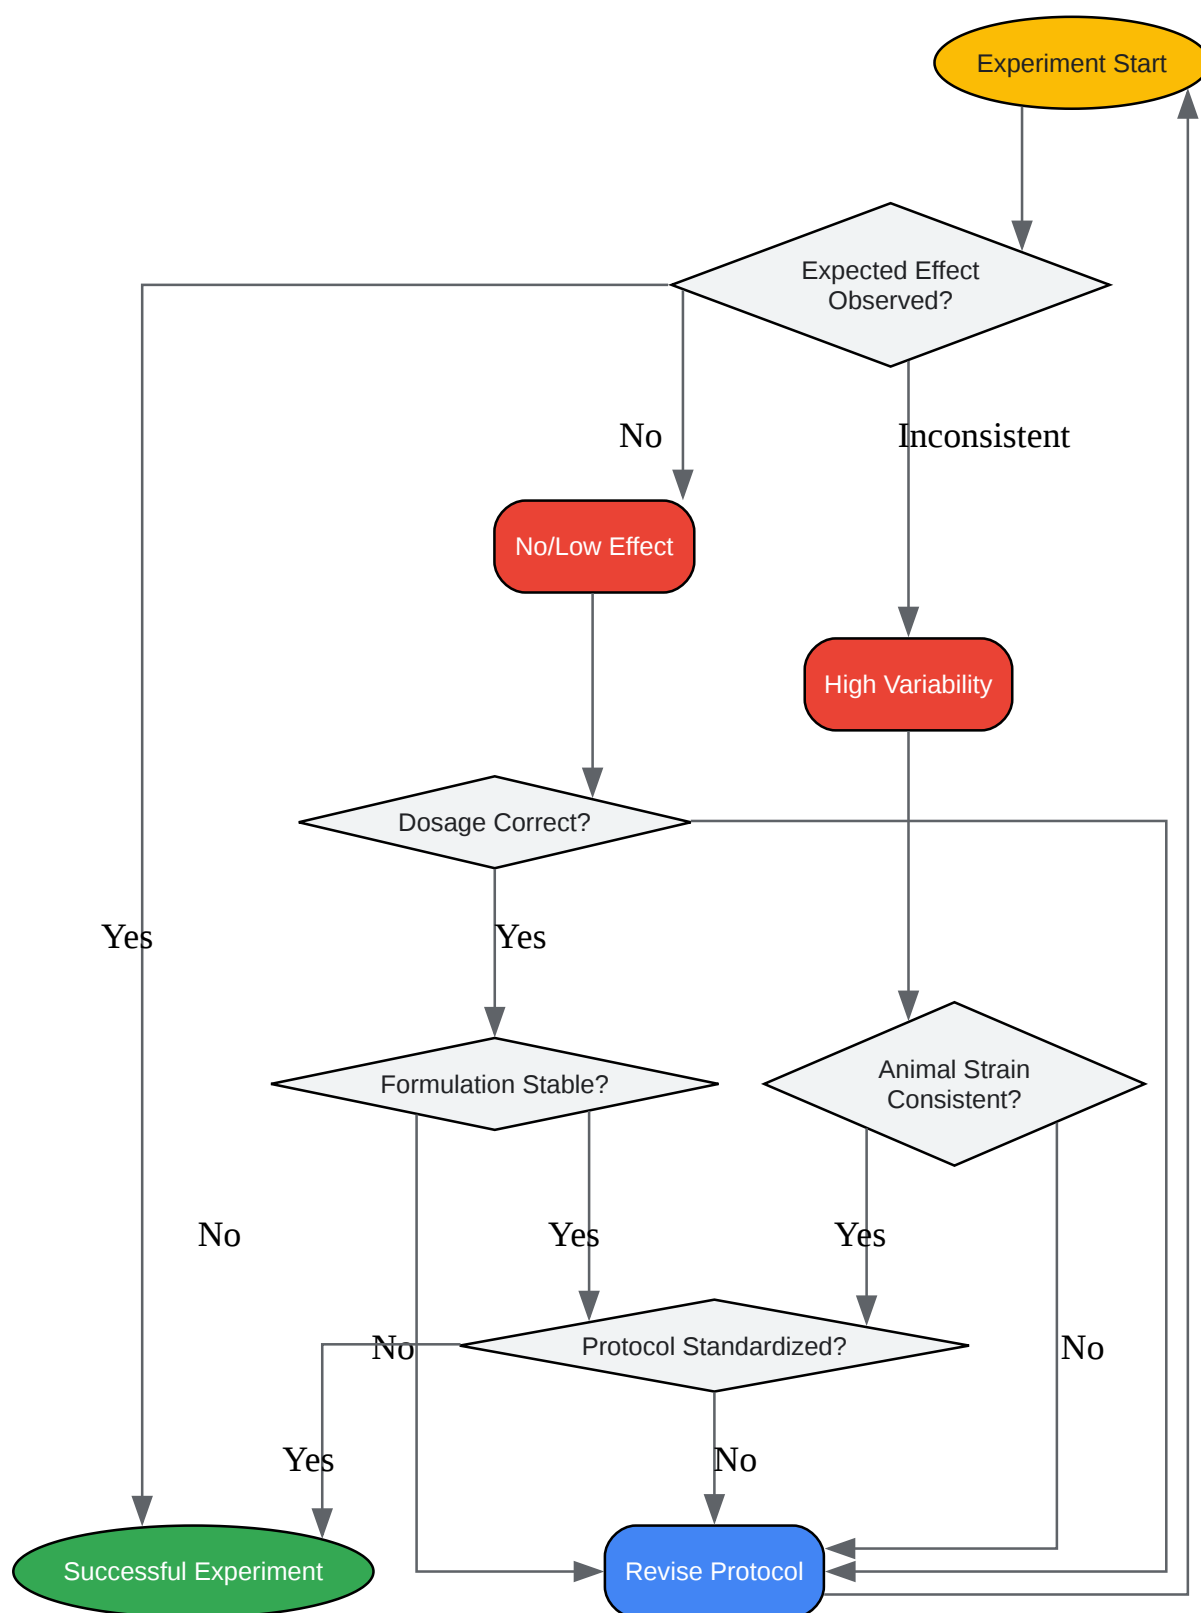 Experiment Start
Expected Effect
Observed?
No
Inconsistent
No/Low Effect
High Variability
Dosage Correct?
Yes
Yes
Formulation Stable?
Animal Strain
Consistent?
No
Yes
Yes
Protocol Standardized?
No
No
Yes
No
Successful Experiment
Revise Protocol